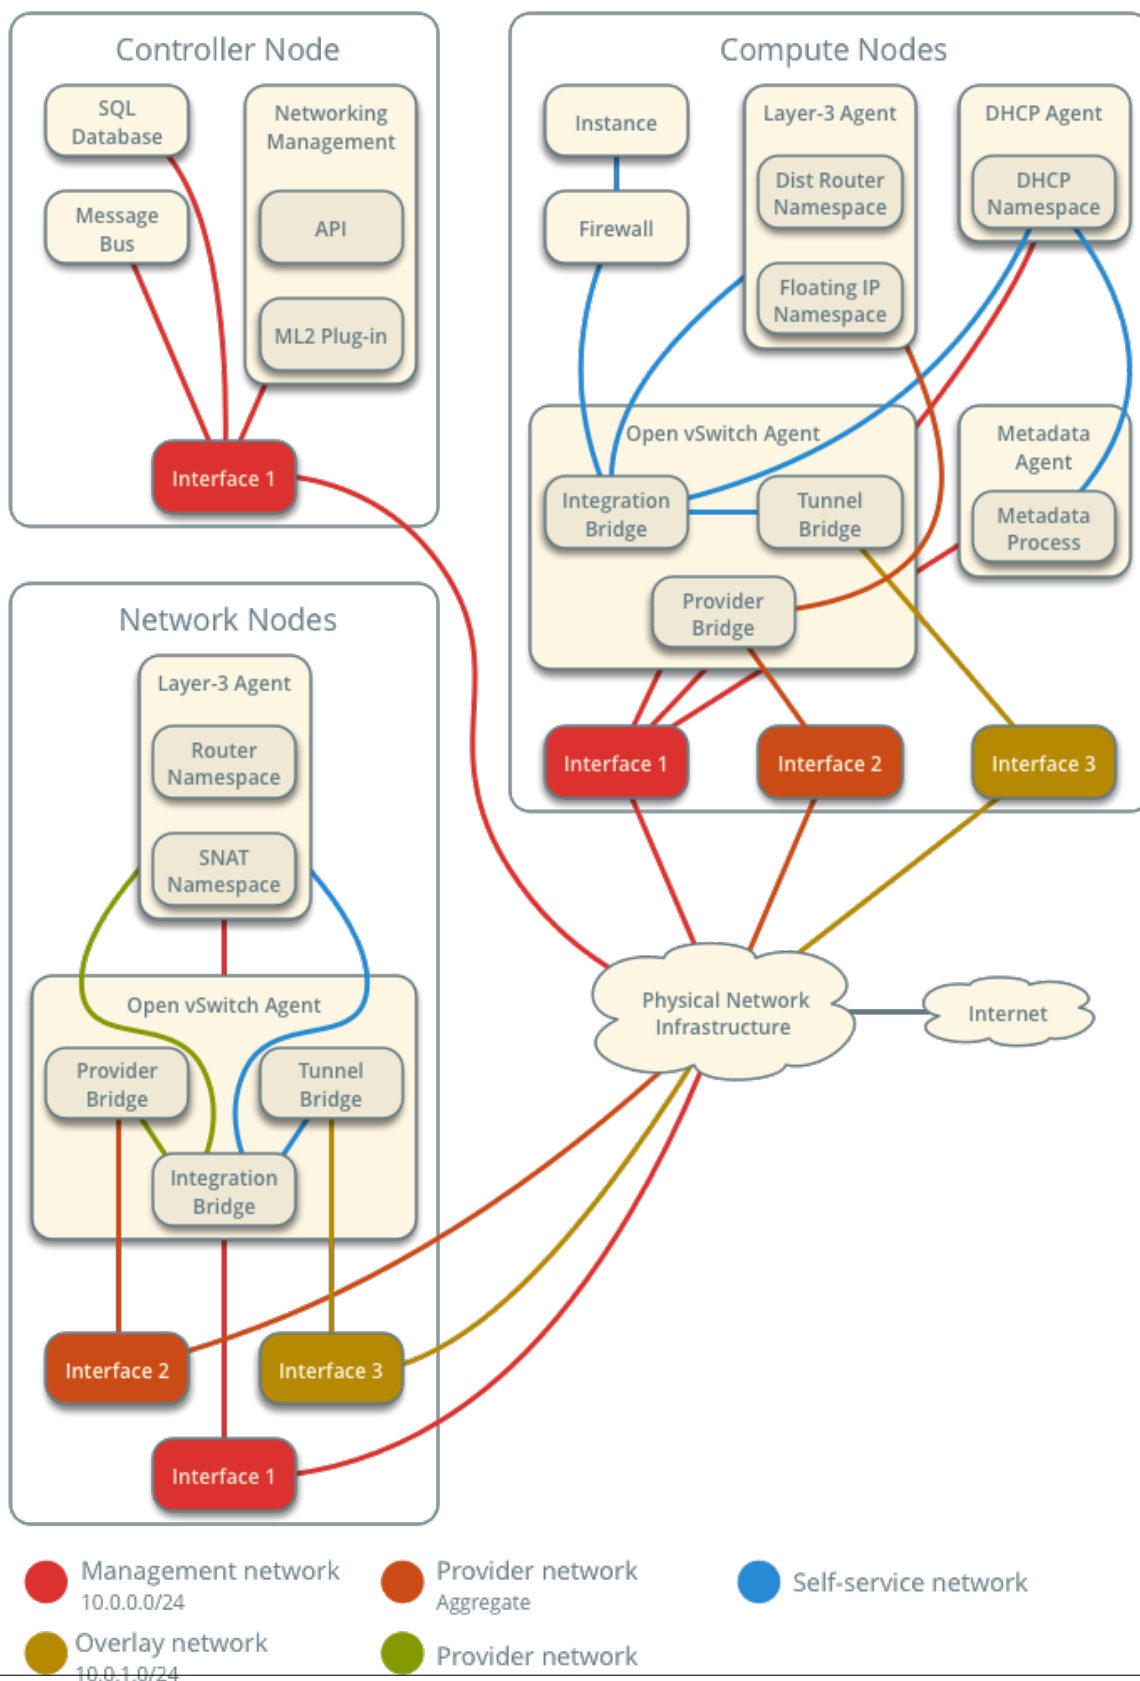 Controller Node
SQL
Database
Networking
Management
Message
Bus
API
ML2 Plug-in
Interface 1
Compute Nodes
Instance
Layer-3 Agent
DHCP Agent
Dist Router
Namespace
DHCP
Namespace
Firewall
Floating IP
Namespace
Open vSwitch Agent
Metadata
Agent
Integration
Bridge
Tunnel
Bridge
Metadata
Process
Provider
Bridge
Interface 1
Interface 2
Interface 3
Network Nodes
Layer-3 Agent
Router
Namespace
SNAT
Namespace
Open vSwitch Agent
Provider
Bridge
Tunnel
Bridge
Integration
Bridge
Interface 2
Interface 3
Interface 1
Physical Network
Infrastructure
Internet
Management network
10.0.0.0/24
Provider network
Aggregate
Self-service network
Overlay network
10.0.1.0/24
Provider network